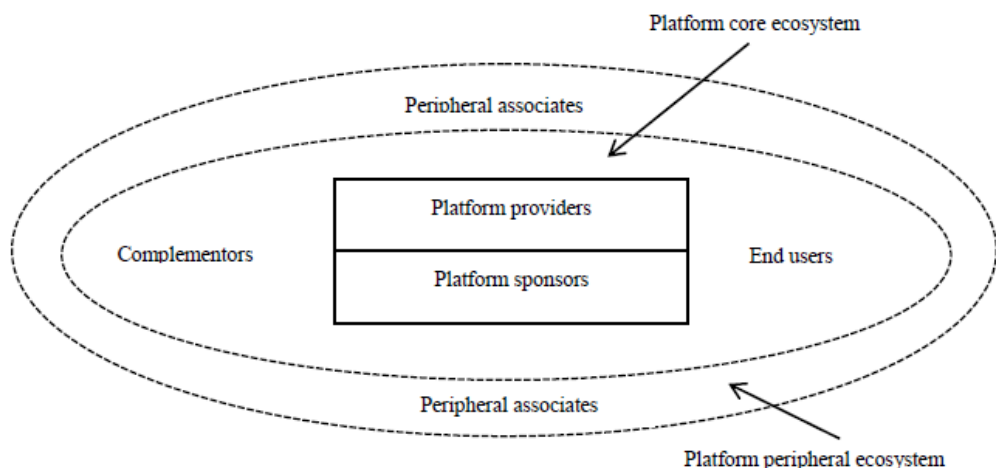 Platform core ecosystem
Peripheral associates
Platform providers
Complementors
End users
Platform sponsors
Peripheral associates
Platform peripheral ecosystem